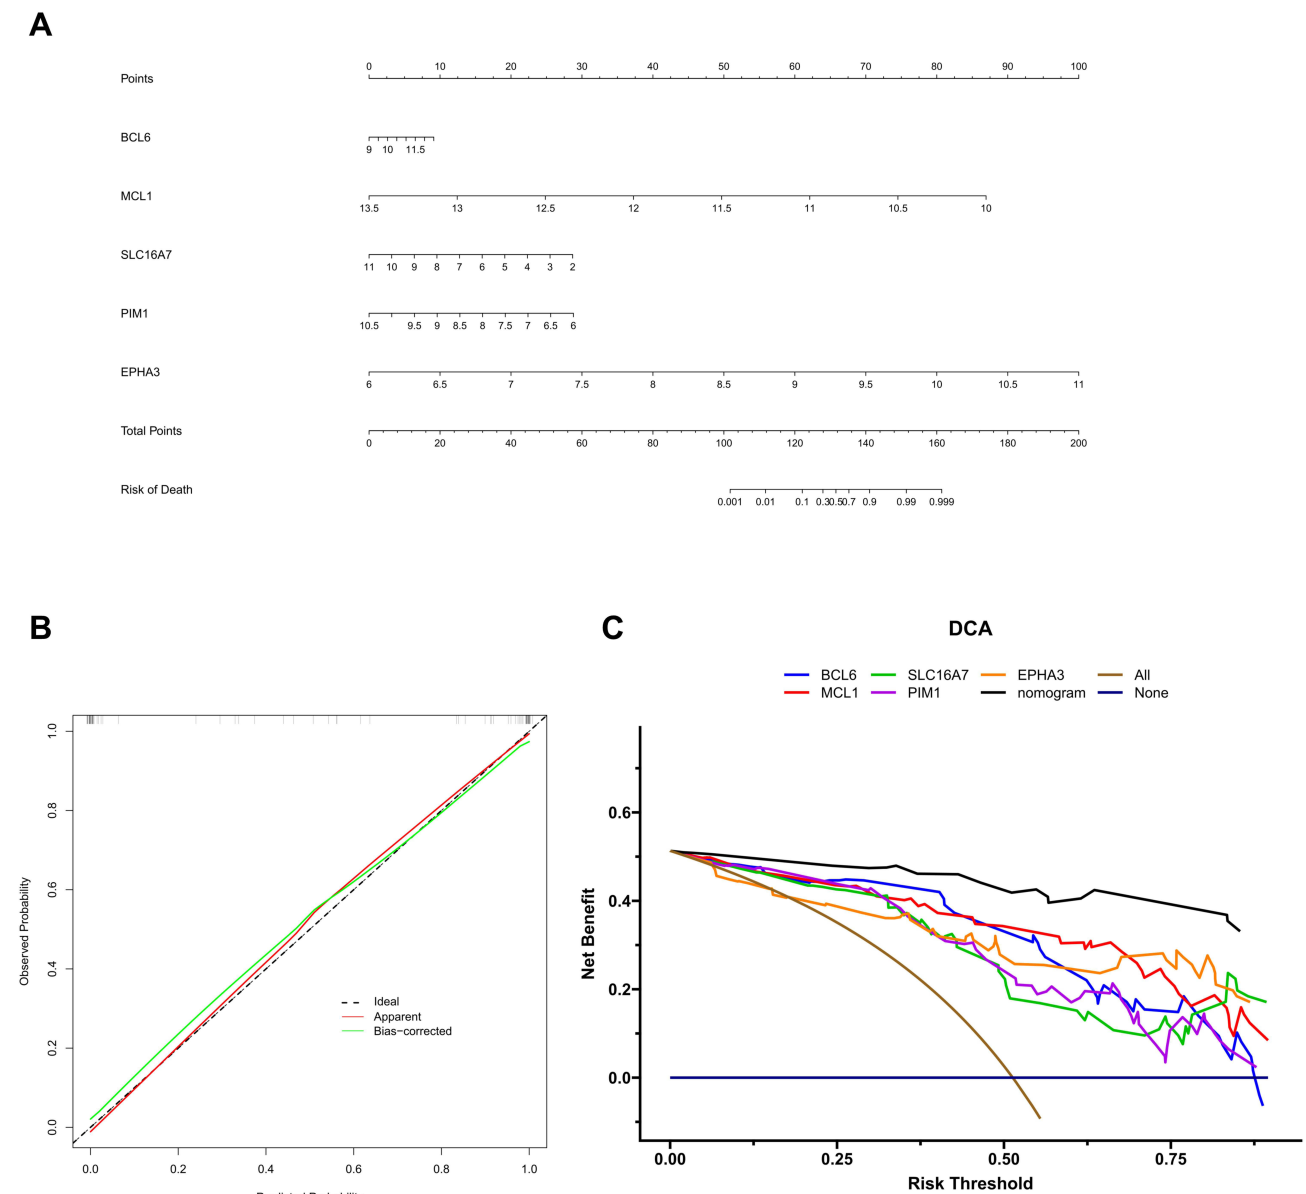 A
Points
0 10 20 30 40 50 60 70 80 90 100
BCL6
9 10 11.5
MCL1
13.5 13 12.5 12 11.5 11 10.5 10
SLC16A7
11 10 9 8 7 6 5 4 3 2
PIM1
10.5 9.5 9 8.5 8 7.5 7 6.5 6
EPHA3
6 6.5 7 7.5 8 8.5 9 9.5 10 10.5 11
Total Points
0 20 40 60 80 100 120 140 160 180 200
Risk of Death
0.001 0.01 0.1 0.3 0.5 0.7 0.9 0.99 0.999
B
Observed Probability
1.0
0.8
0.6
0.4
0.2
0.0
Ideal
Apparent
Bias-corrected
0.0 0.2 0.4 0.6 0.8 1.0
C
DCA
BCL6 SLC16A7 EPHA3 All
MCL1 PIM1 nomogram None
Net Benefit
0.6
0.4
0.2
0.0
0.00 0.25 0.50 0.75
Risk Threshold